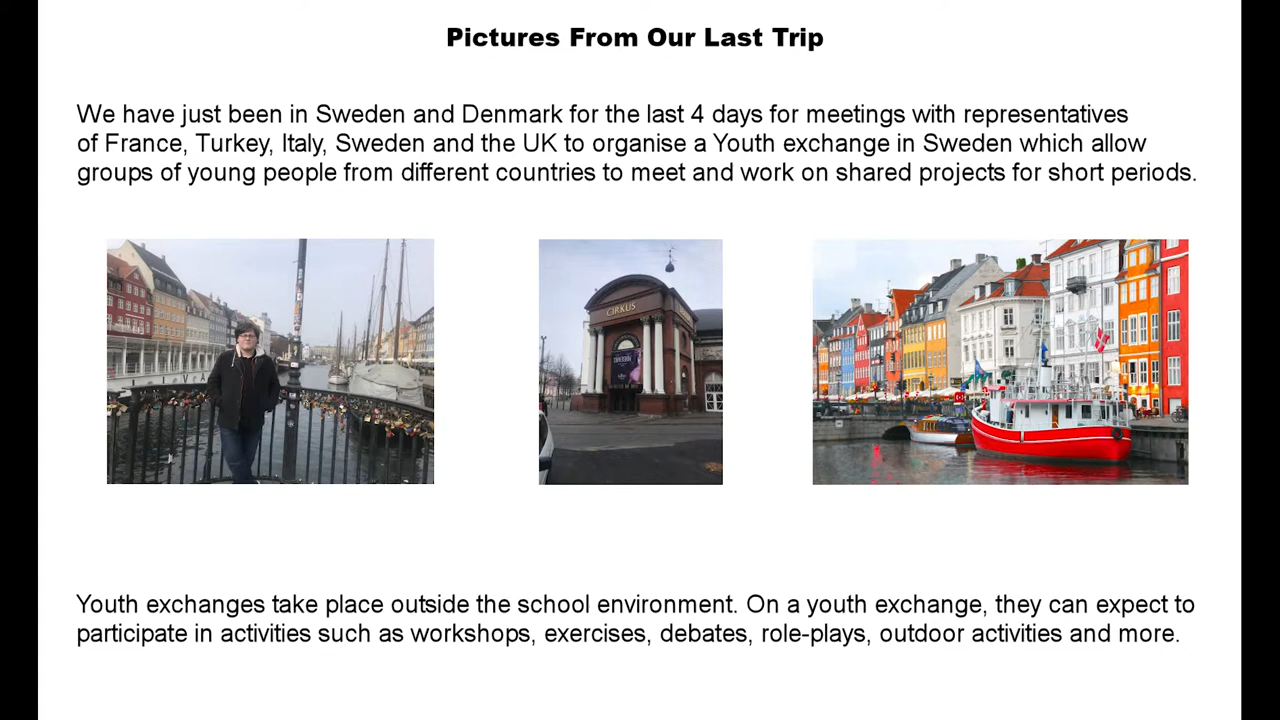 Pictures From Our Last Trip
We have just been in Sweden and Denmark for the last 4 days for meetings with representatives
of France, Turkey, Italy, Sweden and the UK to organise a Youth exchange in Sweden which allow
groups of young people from different countries to meet and work on shared projects for short periods.
CIRKUS
Youth exchanges take place outside the school environment. On a youth exchange, they can expect to
participate in activities such as workshops, exercises, debates, role-plays, outdoor activities and more.